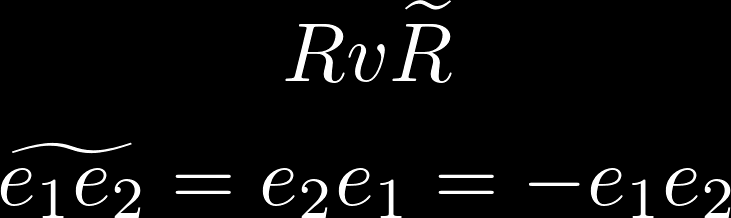 $Rv\widetilde{R}$
$\widetilde{e_1e_2} = e_2e_1 = -e_1e_2$